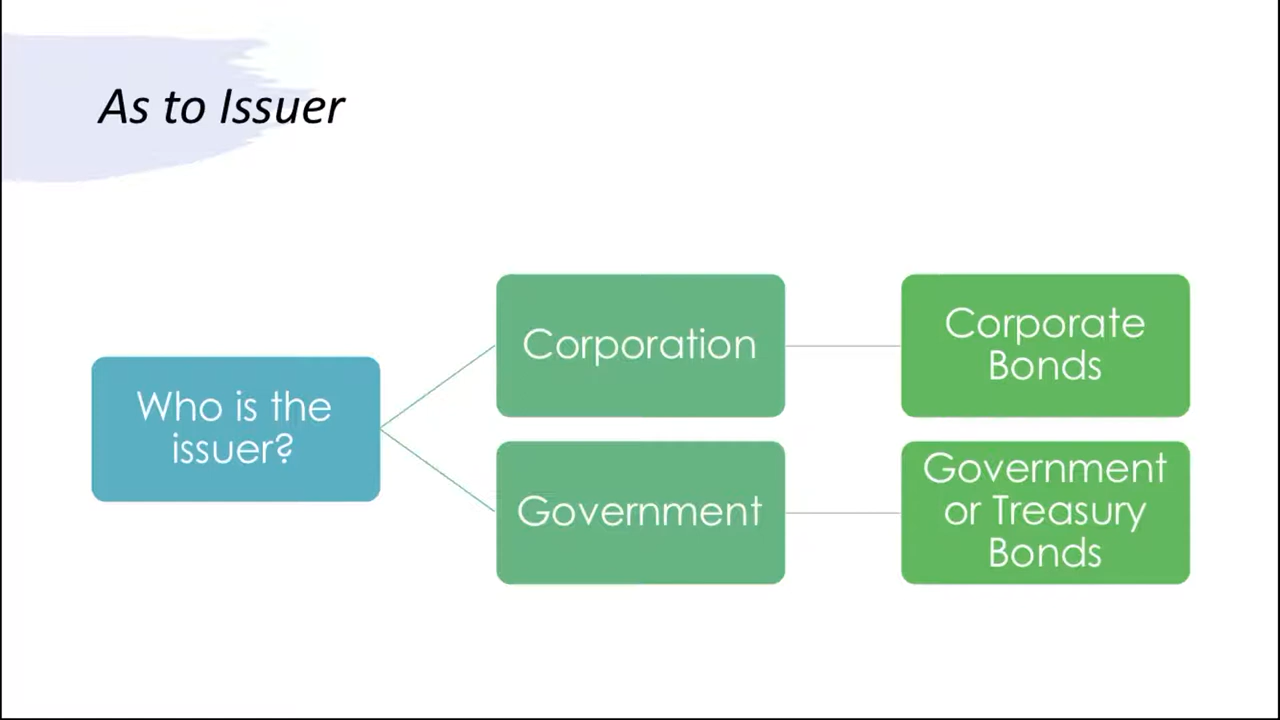 As to Issuer
Who is the
issuer?
Corporation
Corporate
Bonds
Government
Government
or Treasury
Bonds